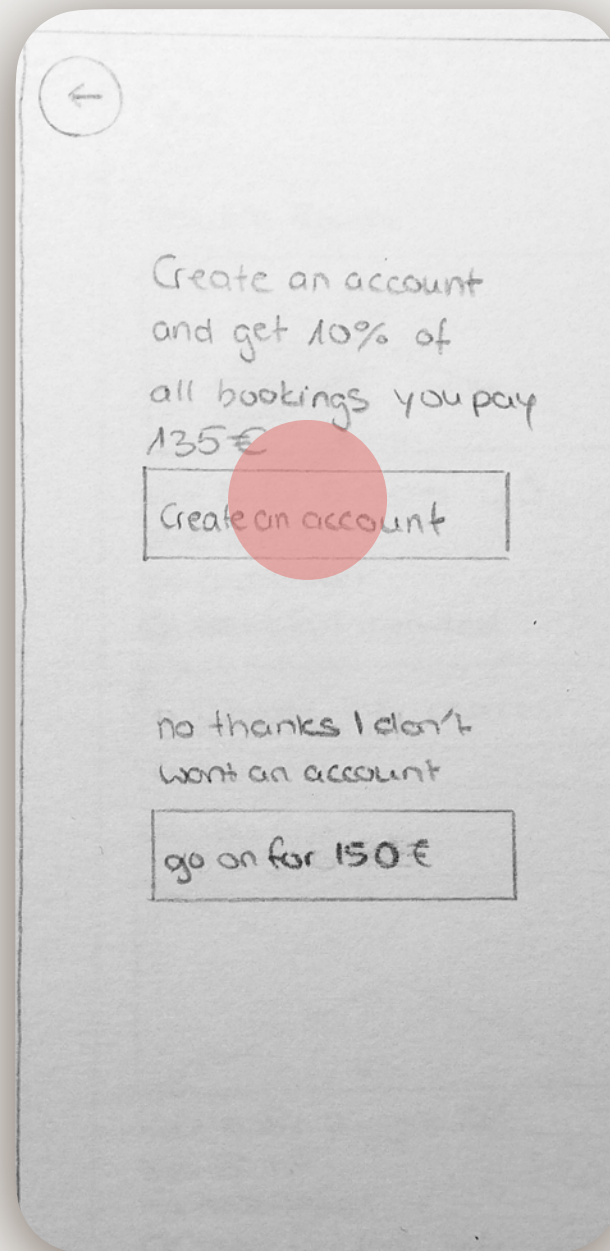 Create an account
and get 10% of
all bookings you pay
135€
Create an account
no thanks I don't
want an account
go on for 150€